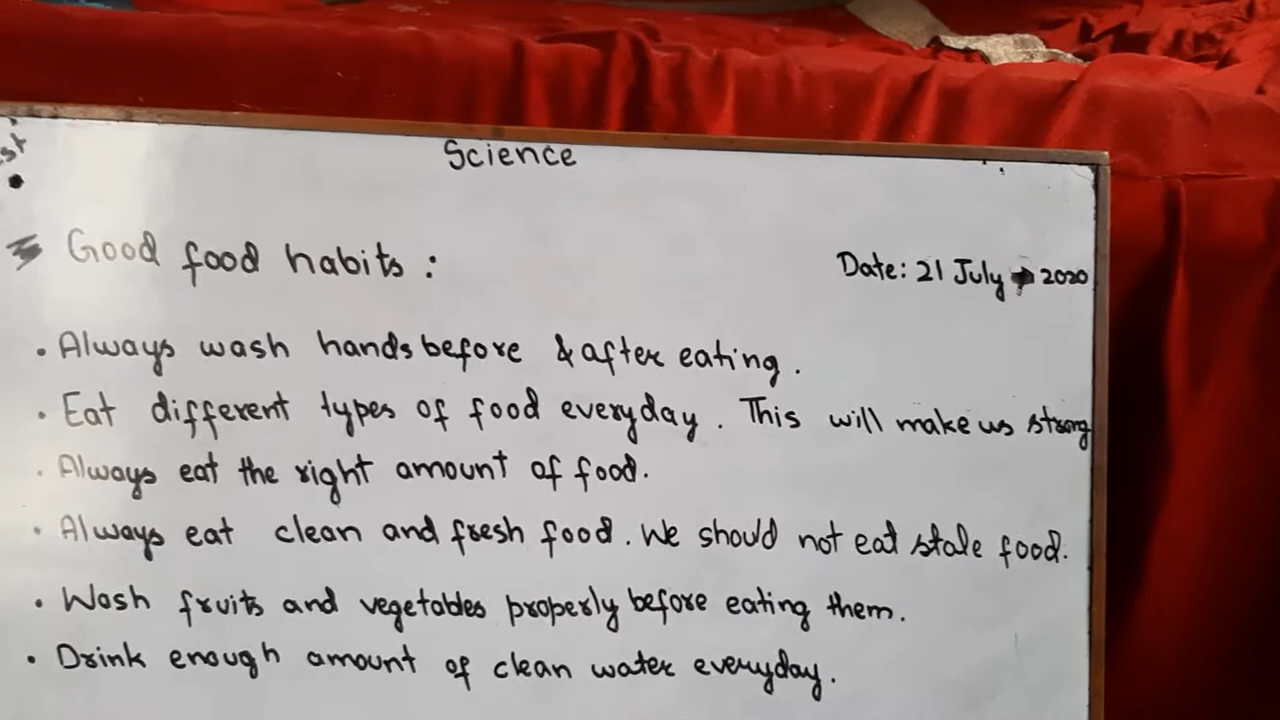 Science
Good food habits :
Date: 21 July 2020
• Always wash hands before & after eating.
• Eat different types of food everyday. This will make us strong
• Always eat the right amount of food.
• Always eat clean and fresh food. We should not eat stale food.
• Wash fruits and vegetables properly before eating them.
• Drink enough amount of clean water everyday.